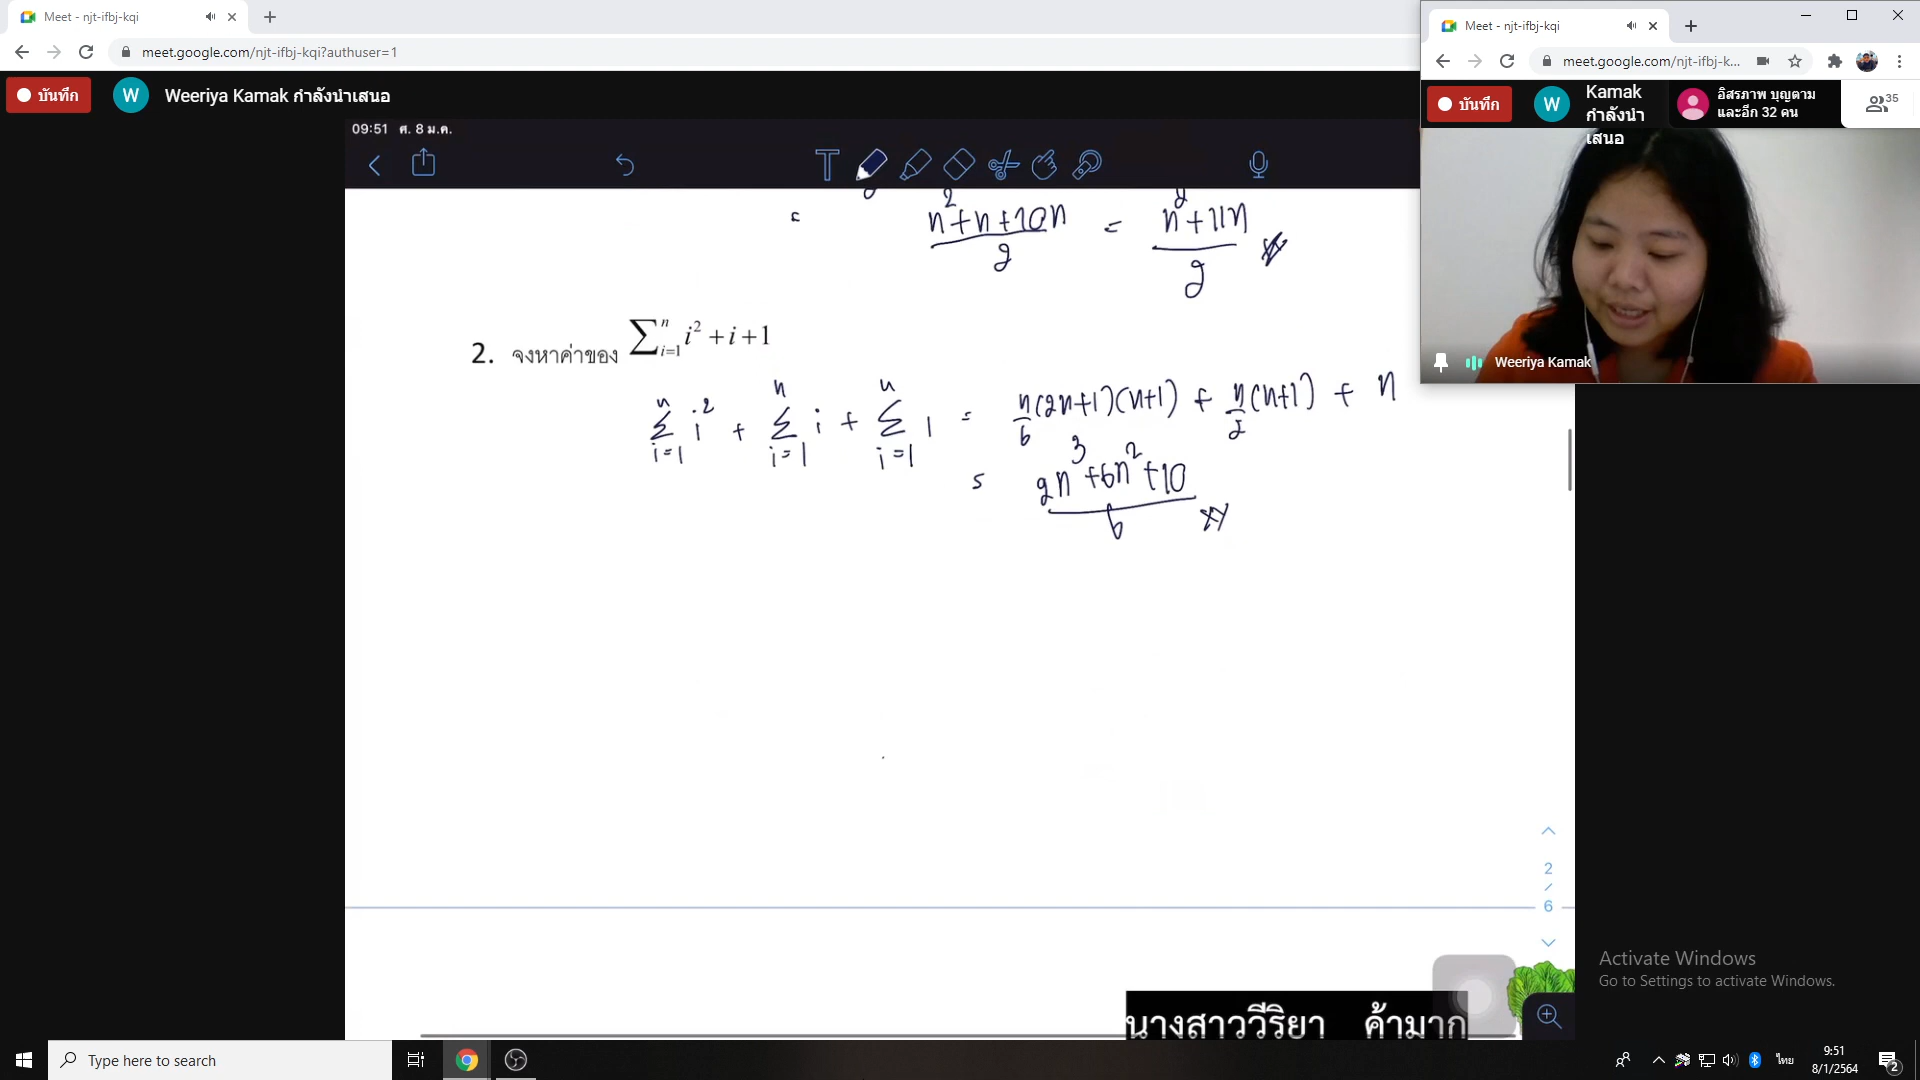 Meet - njt-ifbj-kqi
meet.google.com/njt-ifbj-kqi?authuser=1
บันทึก
W
Weeriya Kamak กำลังนำเสนอ
Meet - njt-ifbj-kqi
meet.google.com/njt-ifbj-k...
บันทึก
W
Kamak
กำลังนำ
เสนอ
อิสรภาพ บุญตาม
และอีก 32 คน
35
Weeriya Kamak
09:51 ศ. 8 ม.ค.
T
= n²+n+10n/2 = n²+11n/2
2. จงหาค่าของ ∑ⁿᵢ₌₁ i² + i + 1
∑ⁿᵢ₌₁ i² + ∑ⁿᵢ₌₁ i + ∑ⁿᵢ₌₁ 1 = n/6(2n+1)(n+1) + n/2(n+1) + n
= 2n³+6n²+10/6
2
/
6
Activate Windows
Go to Settings to activate Windows.
นางสาววีริยา ค้ามาก
Type here to search
ไทย
9:51
8/1/2564
2